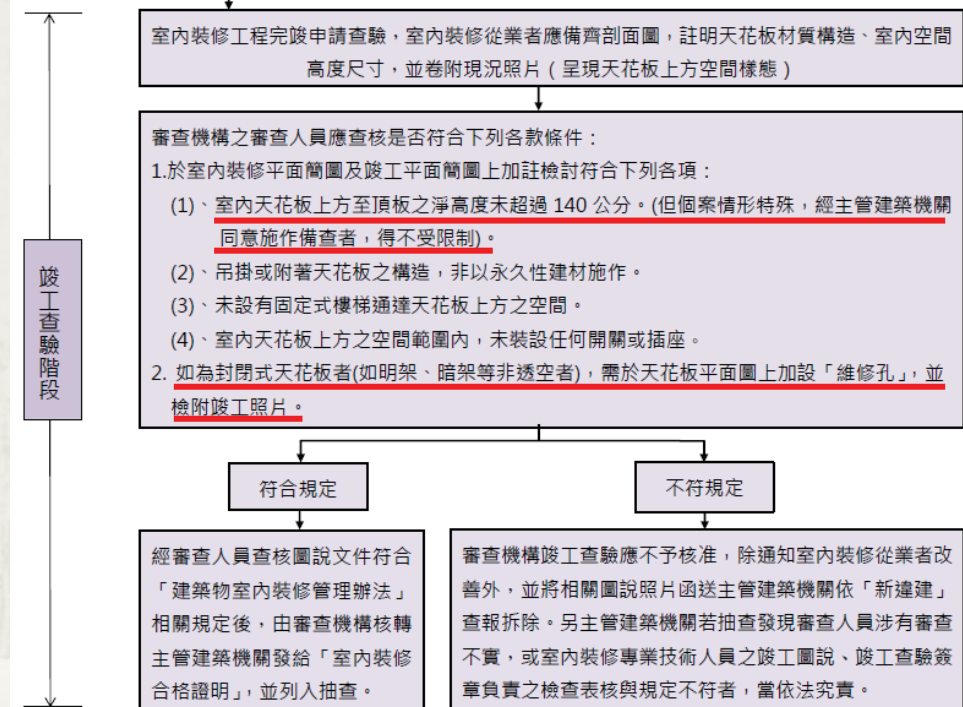 室內裝修工程完竣申請查驗，室內裝修從業者應備齊剖面圖，註明天花板材質構造、室內空間
高度尺寸，並卷附現況照片（呈現天花板上方空間樣態）
竣工查驗階段
審查機構之審查人員應查核是否符合下列各款條件：
1.於室內裝修平面簡圖及竣工平面簡圖上加註檢討符合下列各項：
(1)、室內天花板上方至頂板之淨高度未超過 140 公分。(但個案情形特殊，經主管建築機關
同意施作備查者，得不受限制)。
(2)、吊掛或附著天花板之構造，非以永久性建材施作。
(3)、未設有固定式樓梯通達天花板上方之空間。
(4)、室內天花板上方之空間範圍內，未裝設任何開關或插座。
2. 如為封閉式天花板者(如明架、暗架等非透空者)，需於天花板平面圖上加設「維修孔」，並
檢附竣工照片。
符合規定
經審查人員查核圖說文件符合
「建築物室內裝修管理辦法」
相關規定後，由審查機構核轉
主管建築機關發給「室內裝修
合格證明」，並列入抽查。
不符規定
審查機構竣工查驗應不予核准，除通知室內裝修從業者改
善外，並將相關圖說照片函送主管建築機關依「新違建」
查報拆除。另主管建築機關若抽查發現審查人員涉有審查
不實，或室內裝修專業技術人員之竣工圖說、竣工查驗簽
章負責之檢查表核與規定不符者，當依法究責。